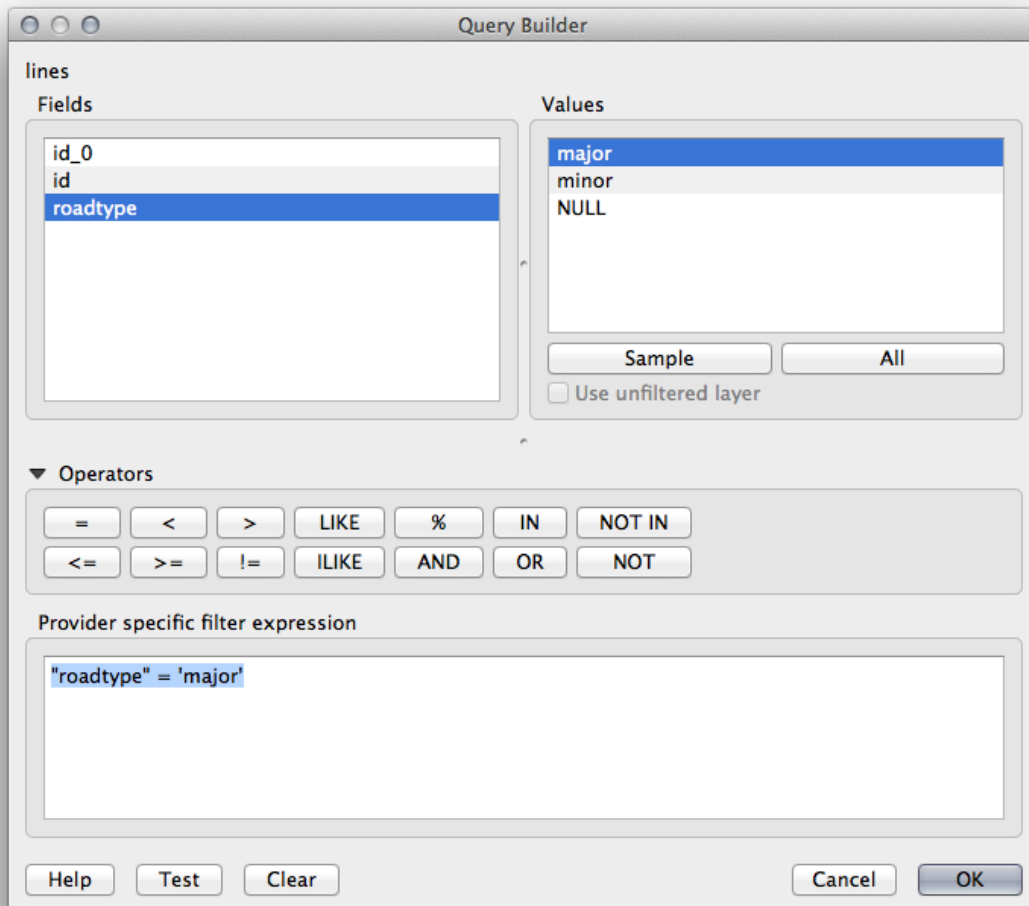 Query Builder
lines
Fields
id_0
id
roadtype
Values
major
minor
NULL
Sample All
Use unfiltered layer
Operators
= < > LIKE % IN NOT IN
<= >= != ILIKE AND OR NOT
Provider specific filter expression
"roadtype" = 'major'
Help Test Clear Cancel OK